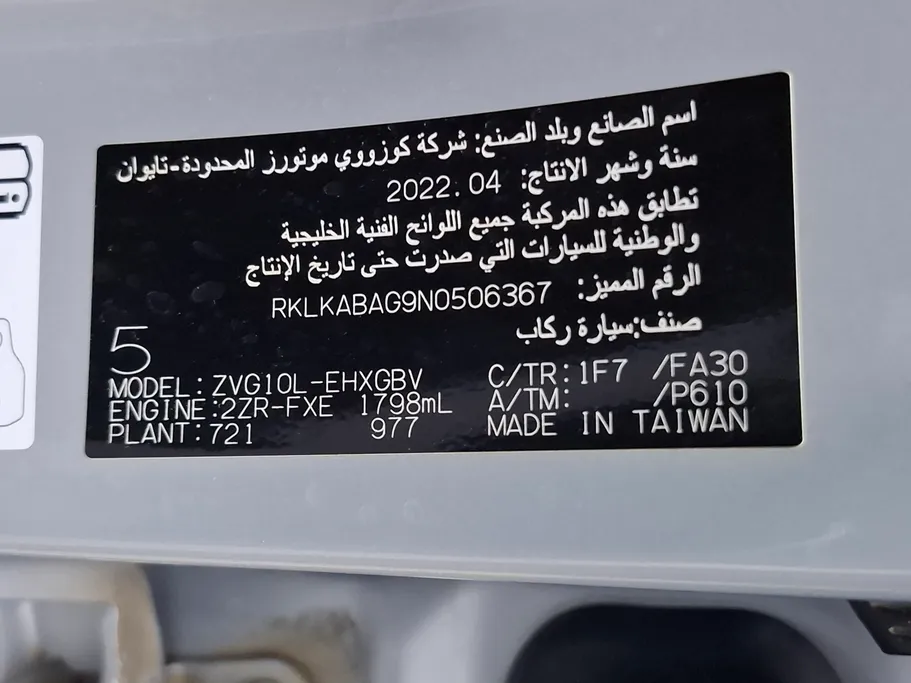 اسم الصانع وبلد الصنع: شركة كوزووي موتورز المحدودة-تايوان
سنة وشهر الانتاج: 2022.04
تطابق هذه المركبة جميع اللوائح الفنية الخليجية
والوطنية للسيارات التي صدرت حتى تاريخ الإنتاج
الرقم المميز: RKLKABAG9N0506367
صنف:سيارة ركاب
5
MODEL:ZVG10L-EHXGBV C/TR:1F7 /FA30
ENGINE:2ZR-FXE 1798mL A/TM: /P610
PLANT:721 977 MADE IN TAIWAN